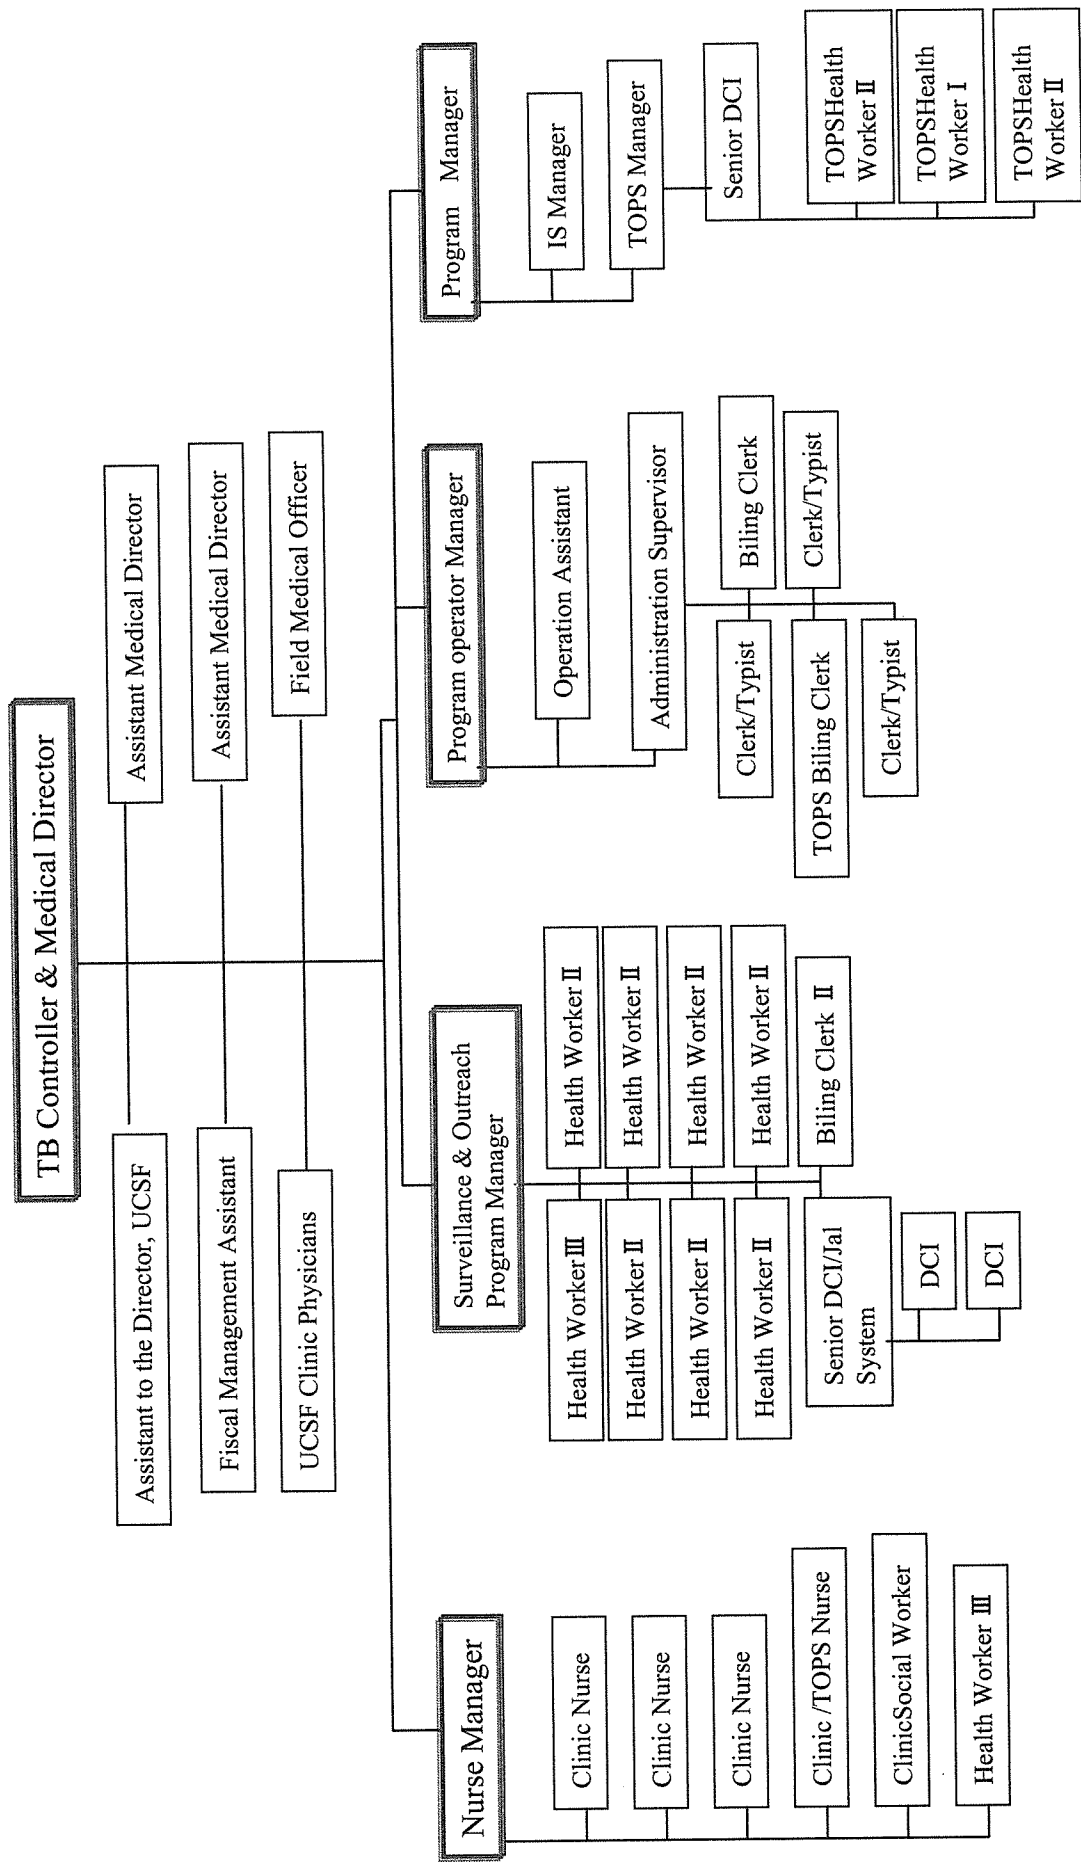 TB Controller & Medical Director
Assistant to the Director, UCSF
Assistant Medical Director
Fiscal Management Assistant
Assistant Medical Director
UCSF Clinic Physicians
Field Medical Officer
Nurse Manager
Clinic Nurse
Clinic Nurse
Clinic Nurse
Clinic /TOPS Nurse
ClinicSocial Worker
Health Worker Ⅲ
Surveillance & Outreach
Program Manager
Health Worker Ⅲ
Health Worker Ⅱ
Health Worker Ⅱ
Health Worker Ⅱ
Health Worker Ⅱ
Health Worker Ⅱ
Health Worker Ⅱ
Health Worker Ⅱ
Senior DCI/Jal
System
Biling Clerk Ⅱ
DCI
DCI
Program operator Manager
Operation Assistant
Administration Supervisor
Clerk/Typist
Biling Clerk
TOPS Biling Clerk
Clerk/Typist
Clerk/Typist
Program Manager
IS Manager
TOPS Manager
Senior DCI
TOPSHealth
Worker Ⅱ
TOPSHealth
Worker Ⅰ
TOPSHealth
Worker Ⅱ